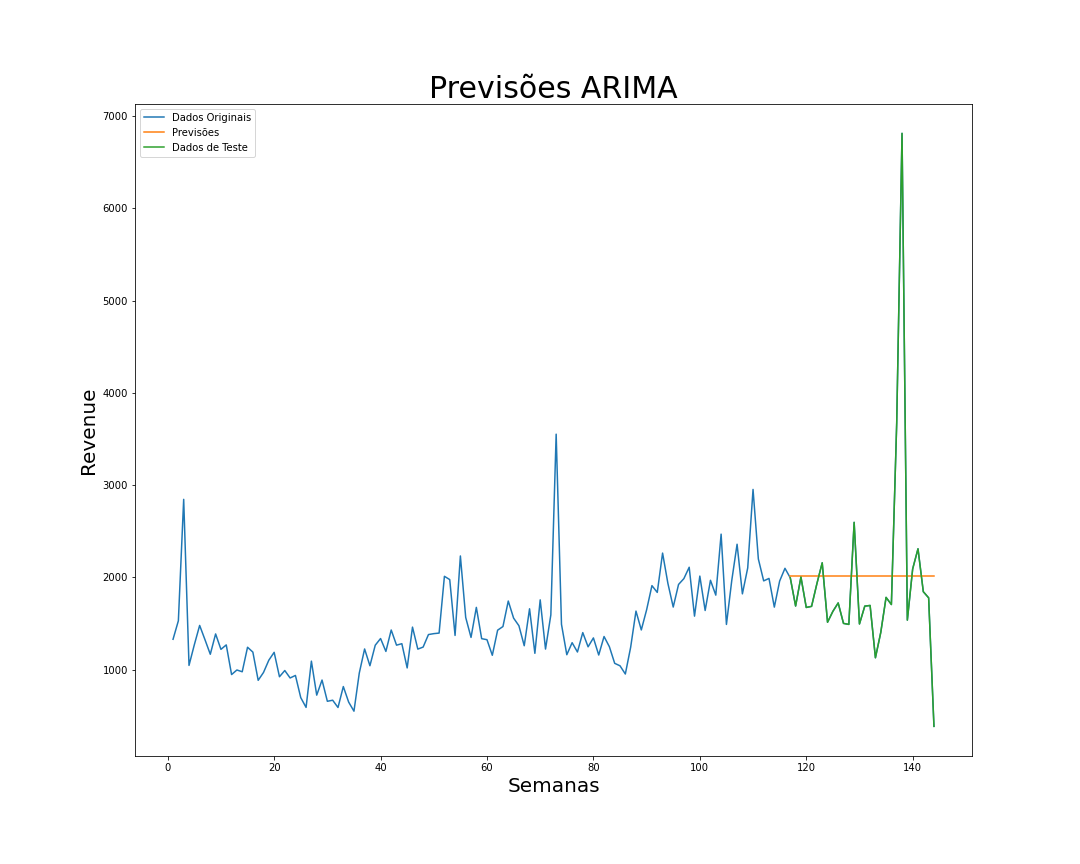 Previsões ARIMA
Dados Originais
Previsões
Dados de Teste
7000
6000
5000
4000
3000
2000
1000
Revenue
0 20 40 60 80 100 120 140
Semanas